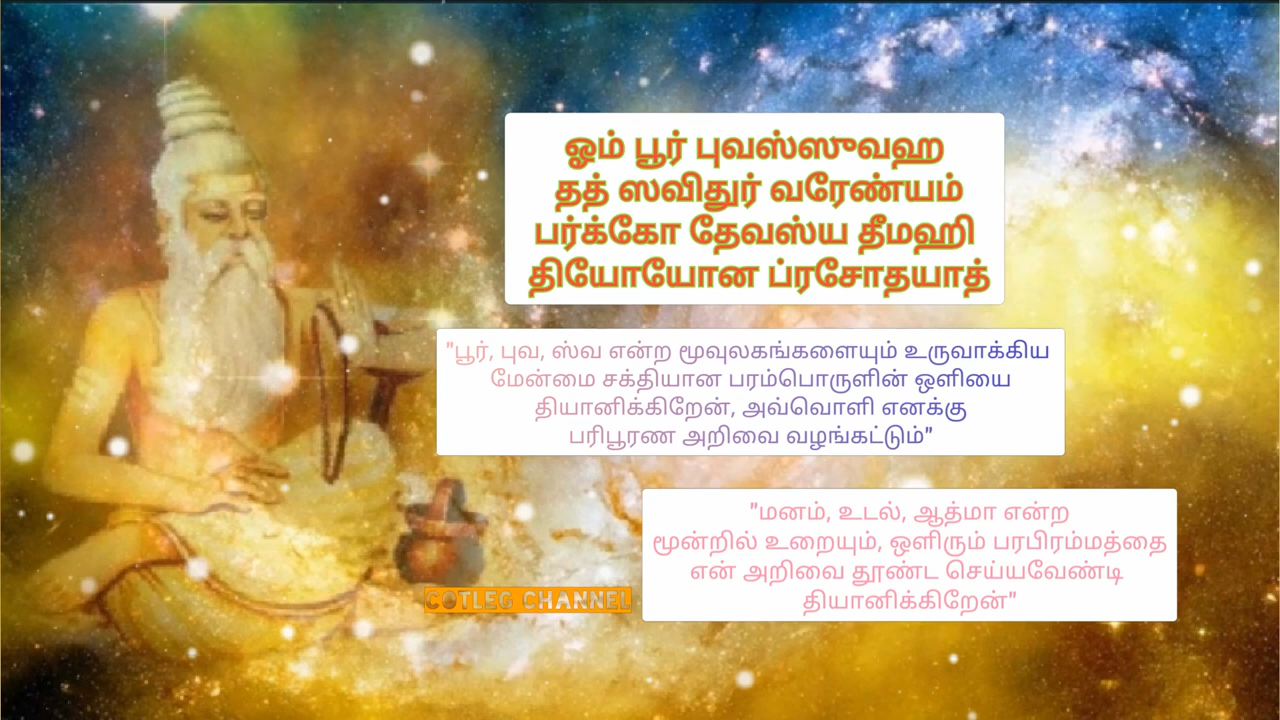 ஓம் பூர் புவஸ்ஸுவஹ
தத் ஸவிதுர் வரேண்யம்
பர்க்கோ தேவஸ்ய தீமஹி
தியோயோன ப்ரசோதயாத்
"பூர், புவ, ஸ்வ என்ற மூவுலகங்களையும் உருவாக்கிய
மேன்மை சக்தியான பரம்பொருளின் ஒளியை
தியானிக்கிறேன், அவ்வொளி எனக்கு
பரிபூரண அறிவை வழங்கட்டும்"
"மனம், உடல், ஆத்மா என்ற
மூன்றில் உறையும், ஒளிரும் பரபிரம்மத்தை
என் அறிவை தூண்ட செய்யவேண்டி
தியானிக்கிறேன்"
COTLEG CHANNEL